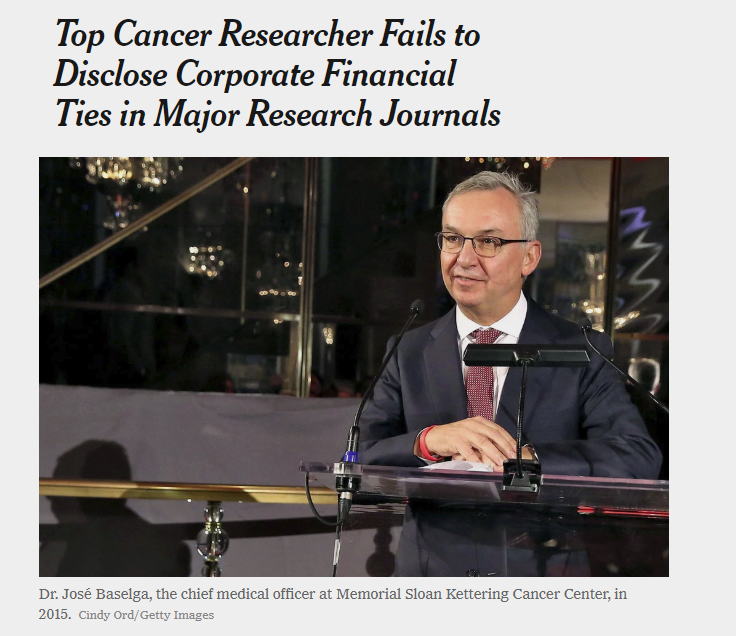 Top Cancer Researcher Fails to
Disclose Corporate Financial
Ties in Major Research Journals
Dr. José Baselga, the chief medical officer at Memorial Sloan Kettering Cancer Center, in
2015. Cindy Ord/Getty Images